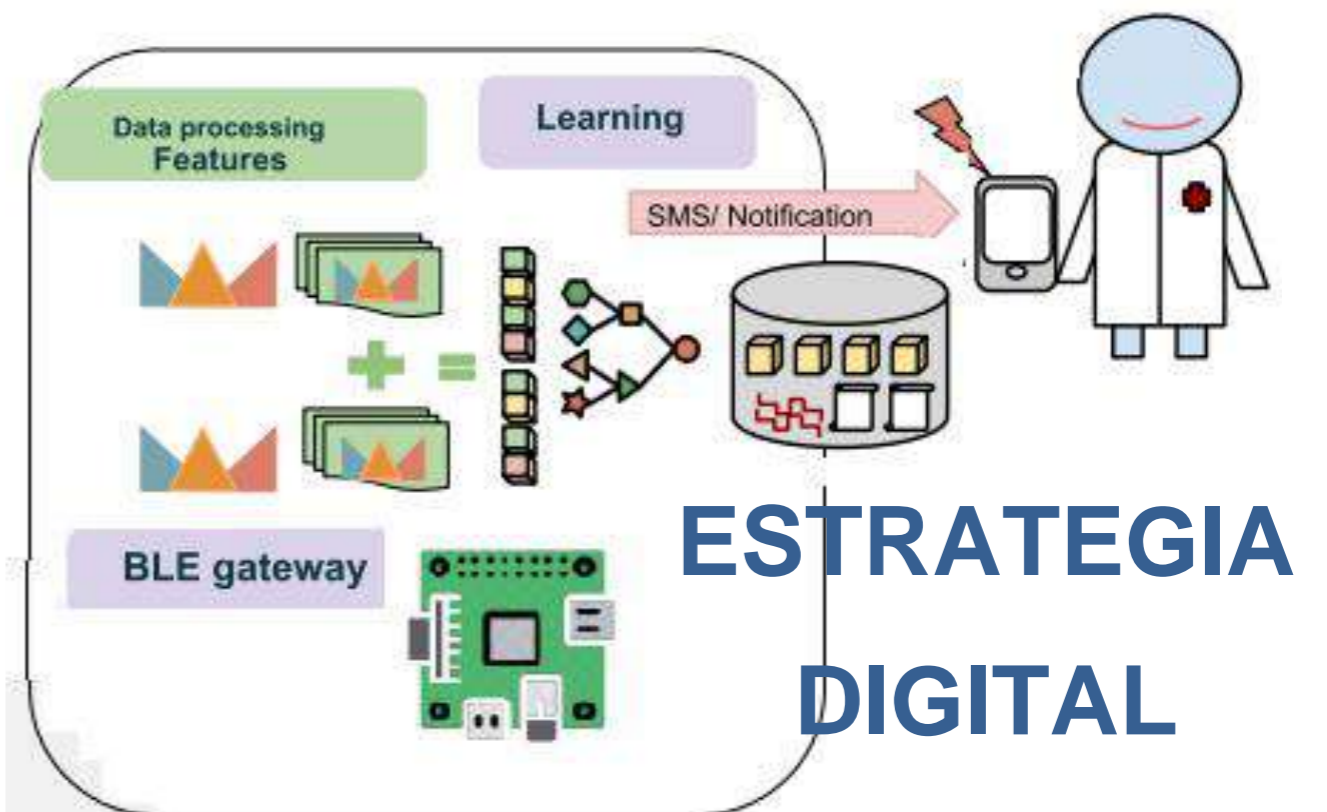 Data processing
Features
Learning
SMS/ Notification
BLE gateway
ESTRATEGIA
DIGITAL